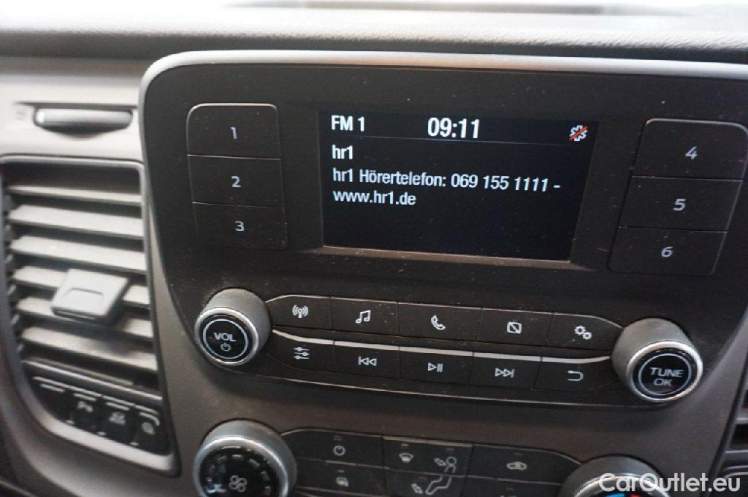 FM 1 09:11
hr1
hr1 Hörertelefon: 069 155 1111 -
www.hr1.de
1
2
3
4
5
6
VOL
TUNE
OK
CarOutlet.eu